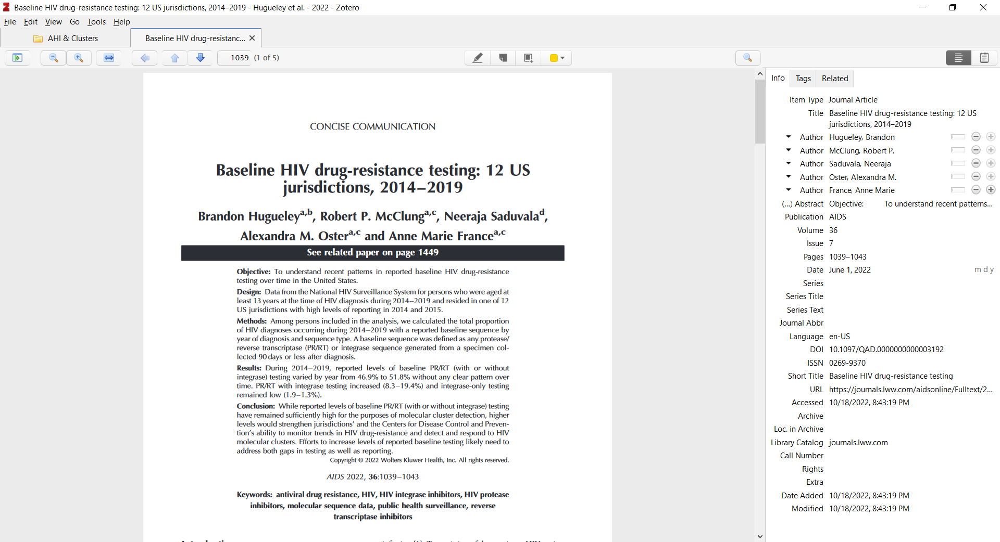 Baseline HIV drug-resistance testing: 12 US jurisdictions, 2014–2019 - Hugueley et al. - 2022 - Zotero
File Edit View Go Tools Help
AHI & Clusters
Baseline HIV drug-resistanc...
1039 (1 of 5)
CONCISE COMMUNICATION
Baseline HIV drug-resistance testing: 12 US
jurisdictions, 2014–2019
Brandon Hugueleya,b, Robert P. McClunga,c, Neeraja Saduvalad,
Alexandra M. Ostera,c and Anne Marie Francea,c
See related paper on page 1449
Objective: To understand recent patterns in reported baseline HIV drug-resistance
testing over time in the United States.
Design: Data from the National HIV Surveillance System for persons who were aged at
least 13 years at the time of HIV diagnosis during 2014–2019 and resided in one of 12
US jurisdictions with high levels of reporting in 2014 and 2015.
Methods: Among persons included in the analysis, we calculated the total proportion
of HIV diagnoses occurring during 2014–2019 with a reported baseline sequence by
year of diagnosis and sequence type. A baseline sequence was defined as any protease/
reverse transcriptase (PR/RT) or integrase sequence generated from a specimen col-
lected 90 days or less after diagnosis.
Results: During 2014–2019, reported levels of baseline PR/RT (with or without
integrase) testing varied by year from 46.9% to 51.8% without any clear pattern over
time. PR/RT with integrase testing increased (8.3–19.4%) and integrase-only testing
remained low (1.9–1.3%).
Conclusion: While reported levels of baseline PR/RT (with or without integrase) testing
have remained sufficiently high for the purposes of molecular cluster detection, higher
levels would strengthen jurisdictions' and the Centers for Disease Control and Preven-
tion's ability to monitor trends in HIV drug-resistance and detect and respond to HIV
molecular clusters. Efforts to increase levels of reported baseline testing likely need to
address both gaps in testing as well as reporting.
Copyright © 2022 Wolters Kluwer Health, Inc. All rights reserved.
AIDS 2022, 36:1039–1043
Keywords: antiviral drug resistance, HIV, HIV integrase inhibitors, HIV protease
inhibitors, molecular sequence data, public health surveillance, reverse
transcriptase inhibitors
Info Tags Related
Item Type Journal Article
Title Baseline HIV drug-resistance testing: 12 US
jurisdictions, 2014–2019
Author Hugueley, Brandon
Author McClung, Robert P.
Author Saduvala, Neeraja
Author Oster, Alexandra M.
Author France, Anne Marie
(...) Abstract Objective: To understand recent patterns...
Publication AIDS
Volume 36
Issue 7
Pages 1039–1043
Date June 1, 2022 m d y
Series
Series Title
Series Text
Journal Abbr
Language en-US
DOI 10.1097/QAD.0000000000003192
ISSN 0269-9370
Short Title Baseline HIV drug-resistance testing
URL https://journals.lww.com/aidsonline/Fulltext/2...
Accessed 10/18/2022, 8:43:19 PM
Archive
Loc. in Archive
Library Catalog journals.lww.com
Call Number
Rights
Extra
Date Added 10/18/2022, 8:43:19 PM
Modified 10/18/2022, 8:43:19 PM